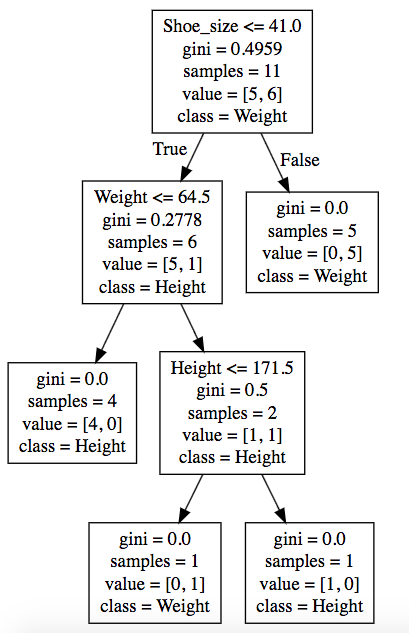 Shoe_size <= 41.0
gini = 0.4959
samples = 11
value = [5, 6]
class = Weight
True
False
Weight <= 64.5
gini = 0.2778
samples = 6
value = [5, 1]
class = Height
gini = 0.0
samples = 5
value = [0, 5]
class = Weight
gini = 0.0
samples = 4
value = [4, 0]
class = Height
Height <= 171.5
gini = 0.5
samples = 2
value = [1, 1]
class = Height
gini = 0.0
samples = 1
value = [0, 1]
class = Weight
gini = 0.0
samples = 1
value = [1, 0]
class = Height